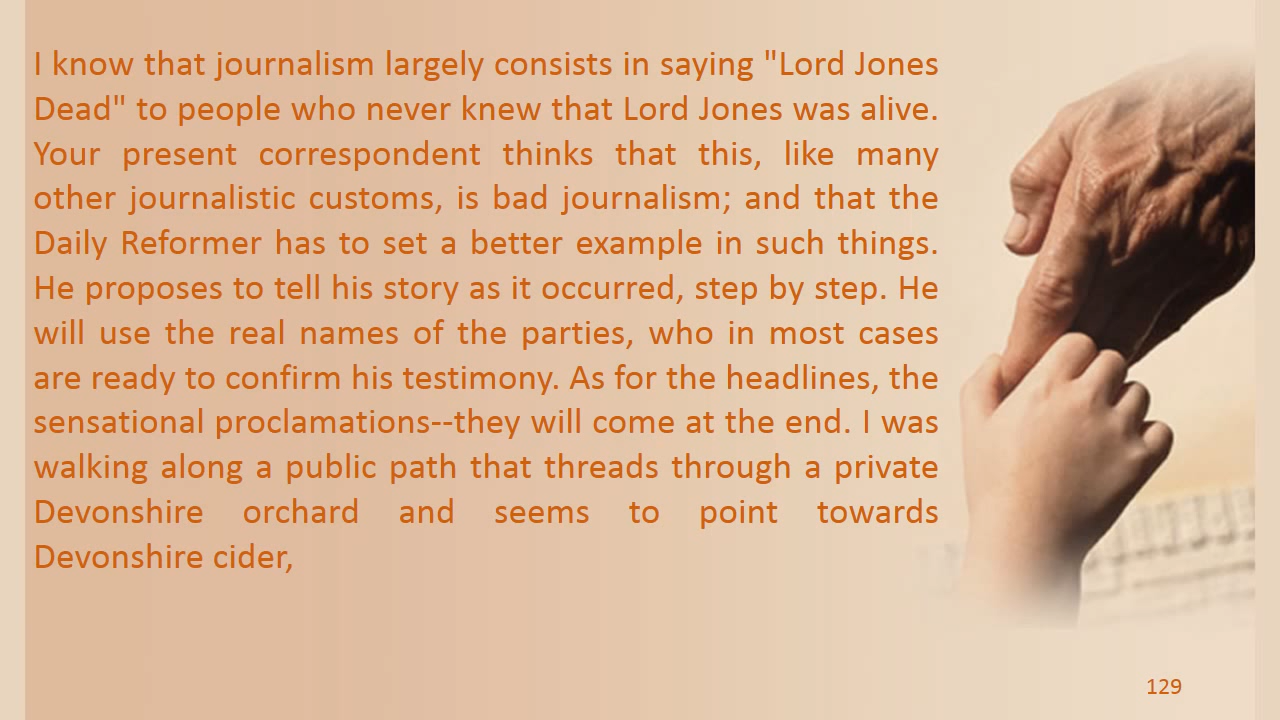 I know that journalism largely consists in saying "Lord Jones
Dead" to people who never knew that Lord Jones was alive.
Your present correspondent thinks that this, like many
other journalistic customs, is bad journalism; and that the
Daily Reformer has to set a better example in such things.
He proposes to tell his story as it occurred, step by step. He
will use the real names of the parties, who in most cases
are ready to confirm his testimony. As for the headlines, the
sensational proclamations--they will come at the end. I was
walking along a public path that threads through a private
Devonshire orchard and seems to point towards
Devonshire cider,
129